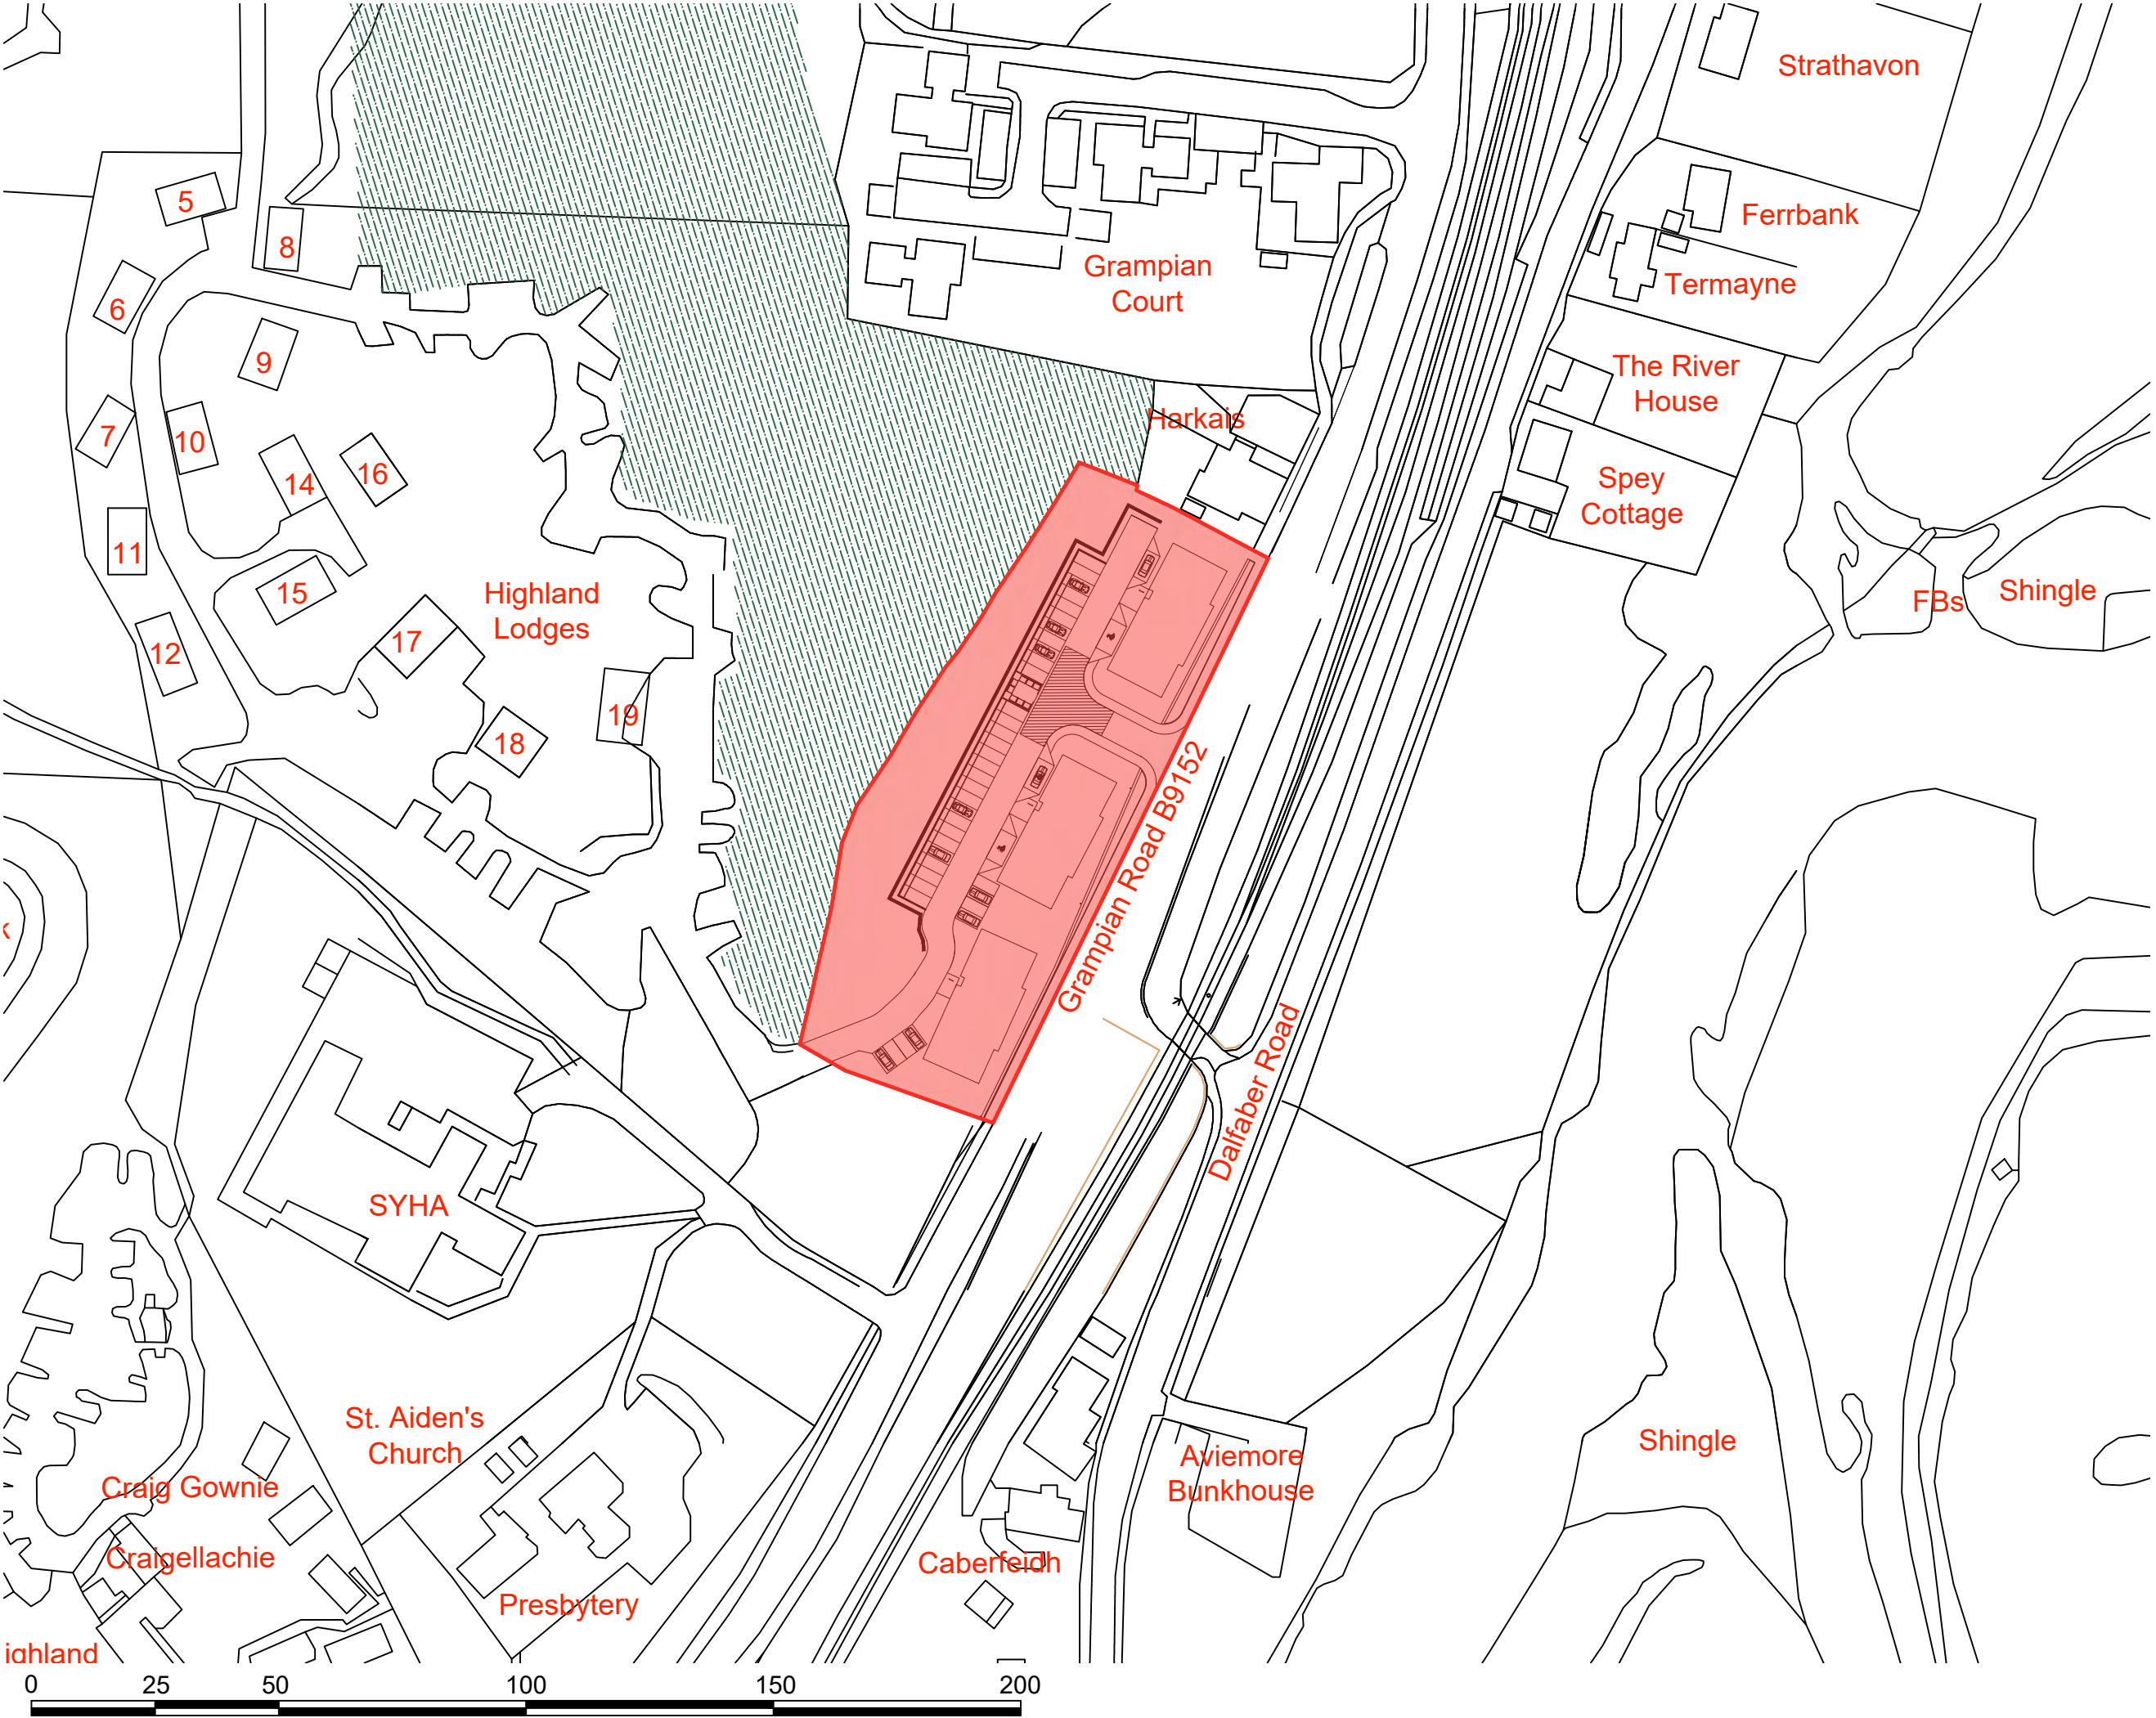 Strathavon
5
Ferrbank
8
Grampian
Court
Termayne
6
9
The River
House
Harkais
7
10
14
16
Spey
Cottage
11
15
Highland
Lodges
FBs
Shingle
17
12
19
18
Grampian Road B9152
k
Dalfaber Road
SYHA
St. Aiden's
Church
Shingle
Aviemore
Bunkhouse
Craig Gownie
Craigellachie
Caberfeidh
Presbytery
ighland
0 25 50 100 150 200